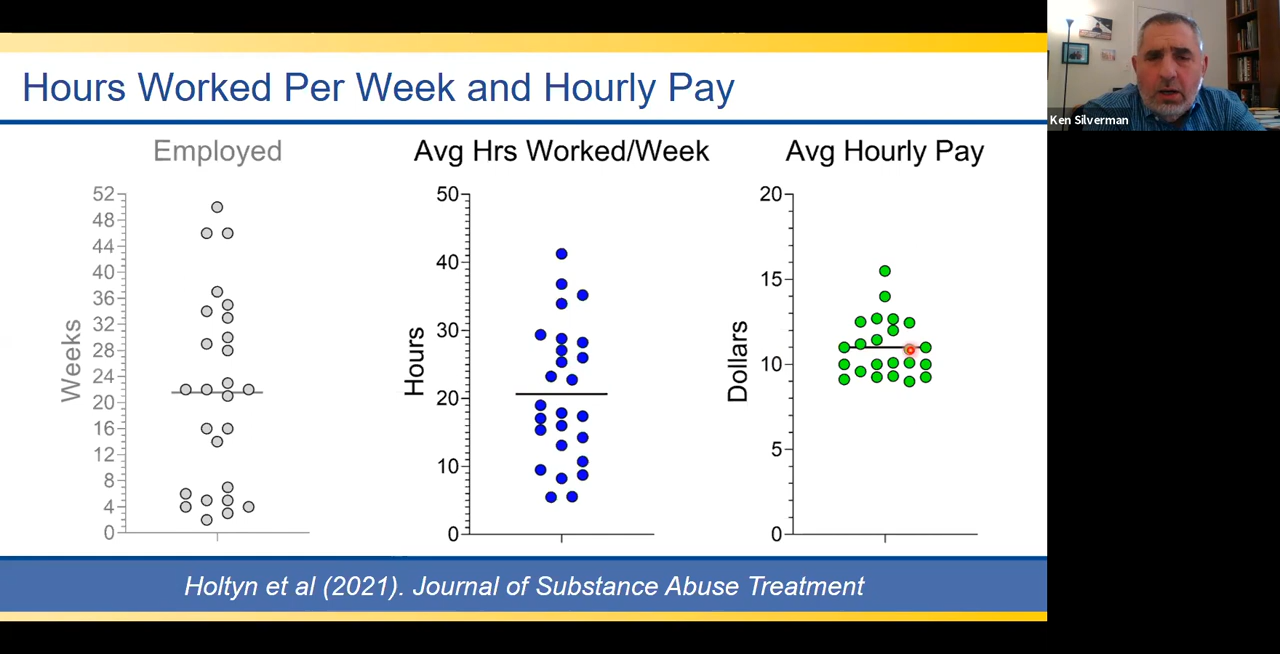 Hours Worked Per Week and Hourly Pay
Ken Silverman
Employed
Avg Hrs Worked/Week
Avg Hourly Pay
Weeks
52
48
44
40
36
32
28
24
20
16
12
8
4
0
Hours
50
40
30
20
10
0
Dollars
20
15
10
5
0
Holtyn et al (2021). Journal of Substance Abuse Treatment